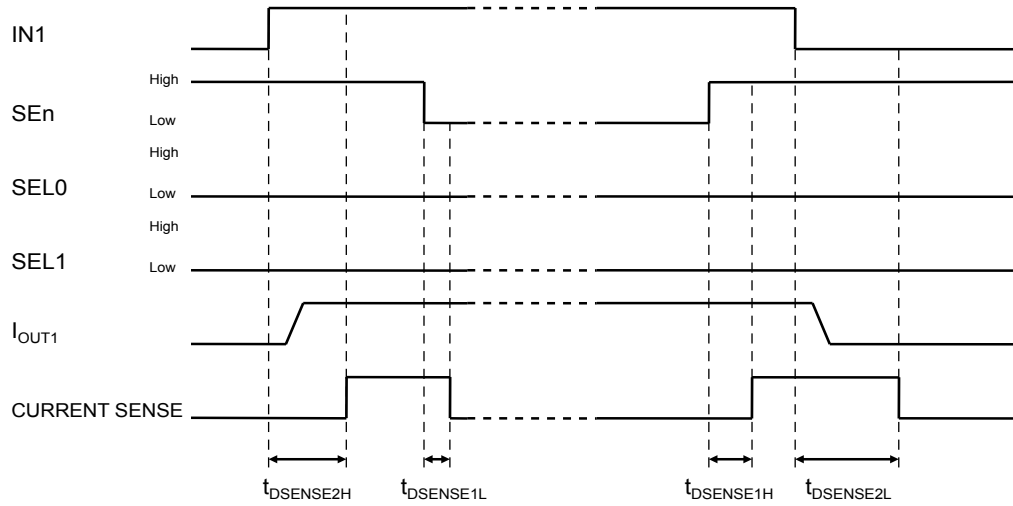 IN1
High
SEn
Low
High
SEL0
Low
High
SEL1
Low
IOUT1
CURRENT SENSE
tDSENSE2H tDSENSE1L tDSENSE1H tDSENSE2L